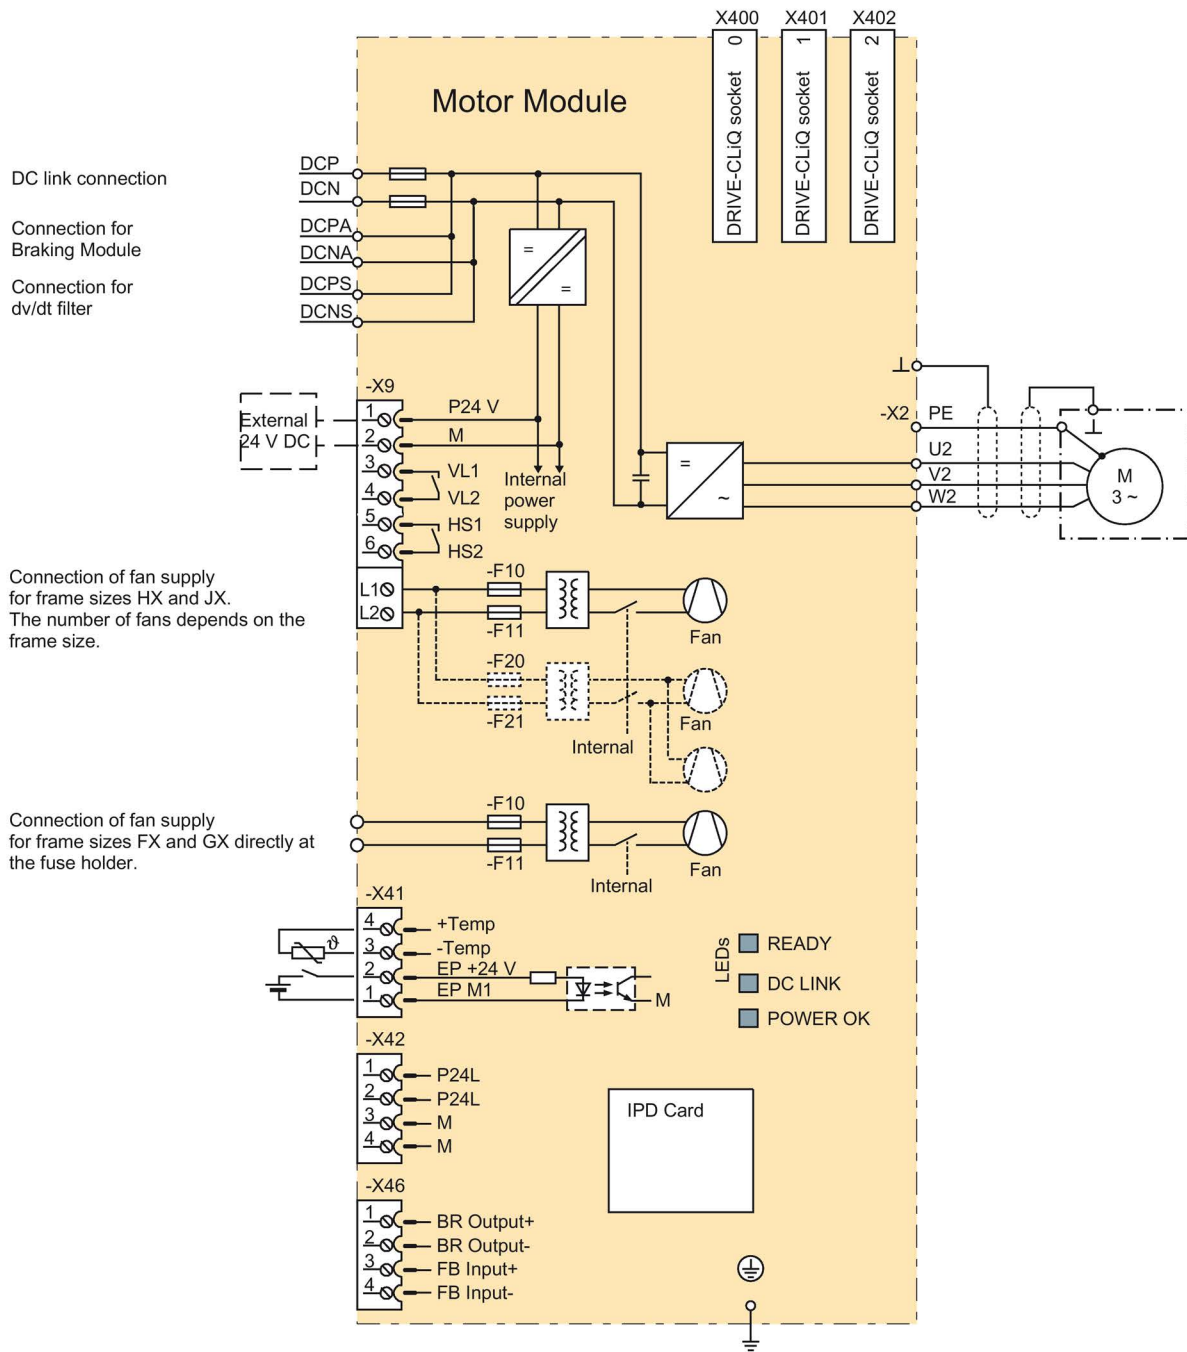 X400 X401 X402
DRIVE-CLiQ socket 0
DRIVE-CLiQ socket 1
DRIVE-CLiQ socket 2
Motor Module
DC link connection
DCP
DCN
Connection for
Braking Module
DCPA
DCNA
Connection for
dv/dt filter
DCPS
DCNS
=
=
-X9
External
24 V DC
1 P24 V
2 M
3 VL1
4 VL2
5 HS1
6 HS2
Internal
power
supply
=
~
⊥
-X2 PE
U2
V2
W2
⊥
M
3 ~
Connection of fan supply
for frame sizes HX and JX.
The number of fans depends on the
frame size.
L1
L2
-F10
-F11
Fan
-F20
-F21
Fan
Internal
Connection of fan supply
for frame sizes FX and GX directly at
the fuse holder.
-F10
-F11
Fan
Internal
-X41
ϑ
4 +Temp
3 -Temp
2 EP +24 V
1 EP M1
M
LEDs
READY
DC LINK
POWER OK
-X42
1 P24L
2 P24L
3 M
4 M
IPD Card
-X46
1 BR Output+
2 BR Output-
3 FB Input+
4 FB Input-